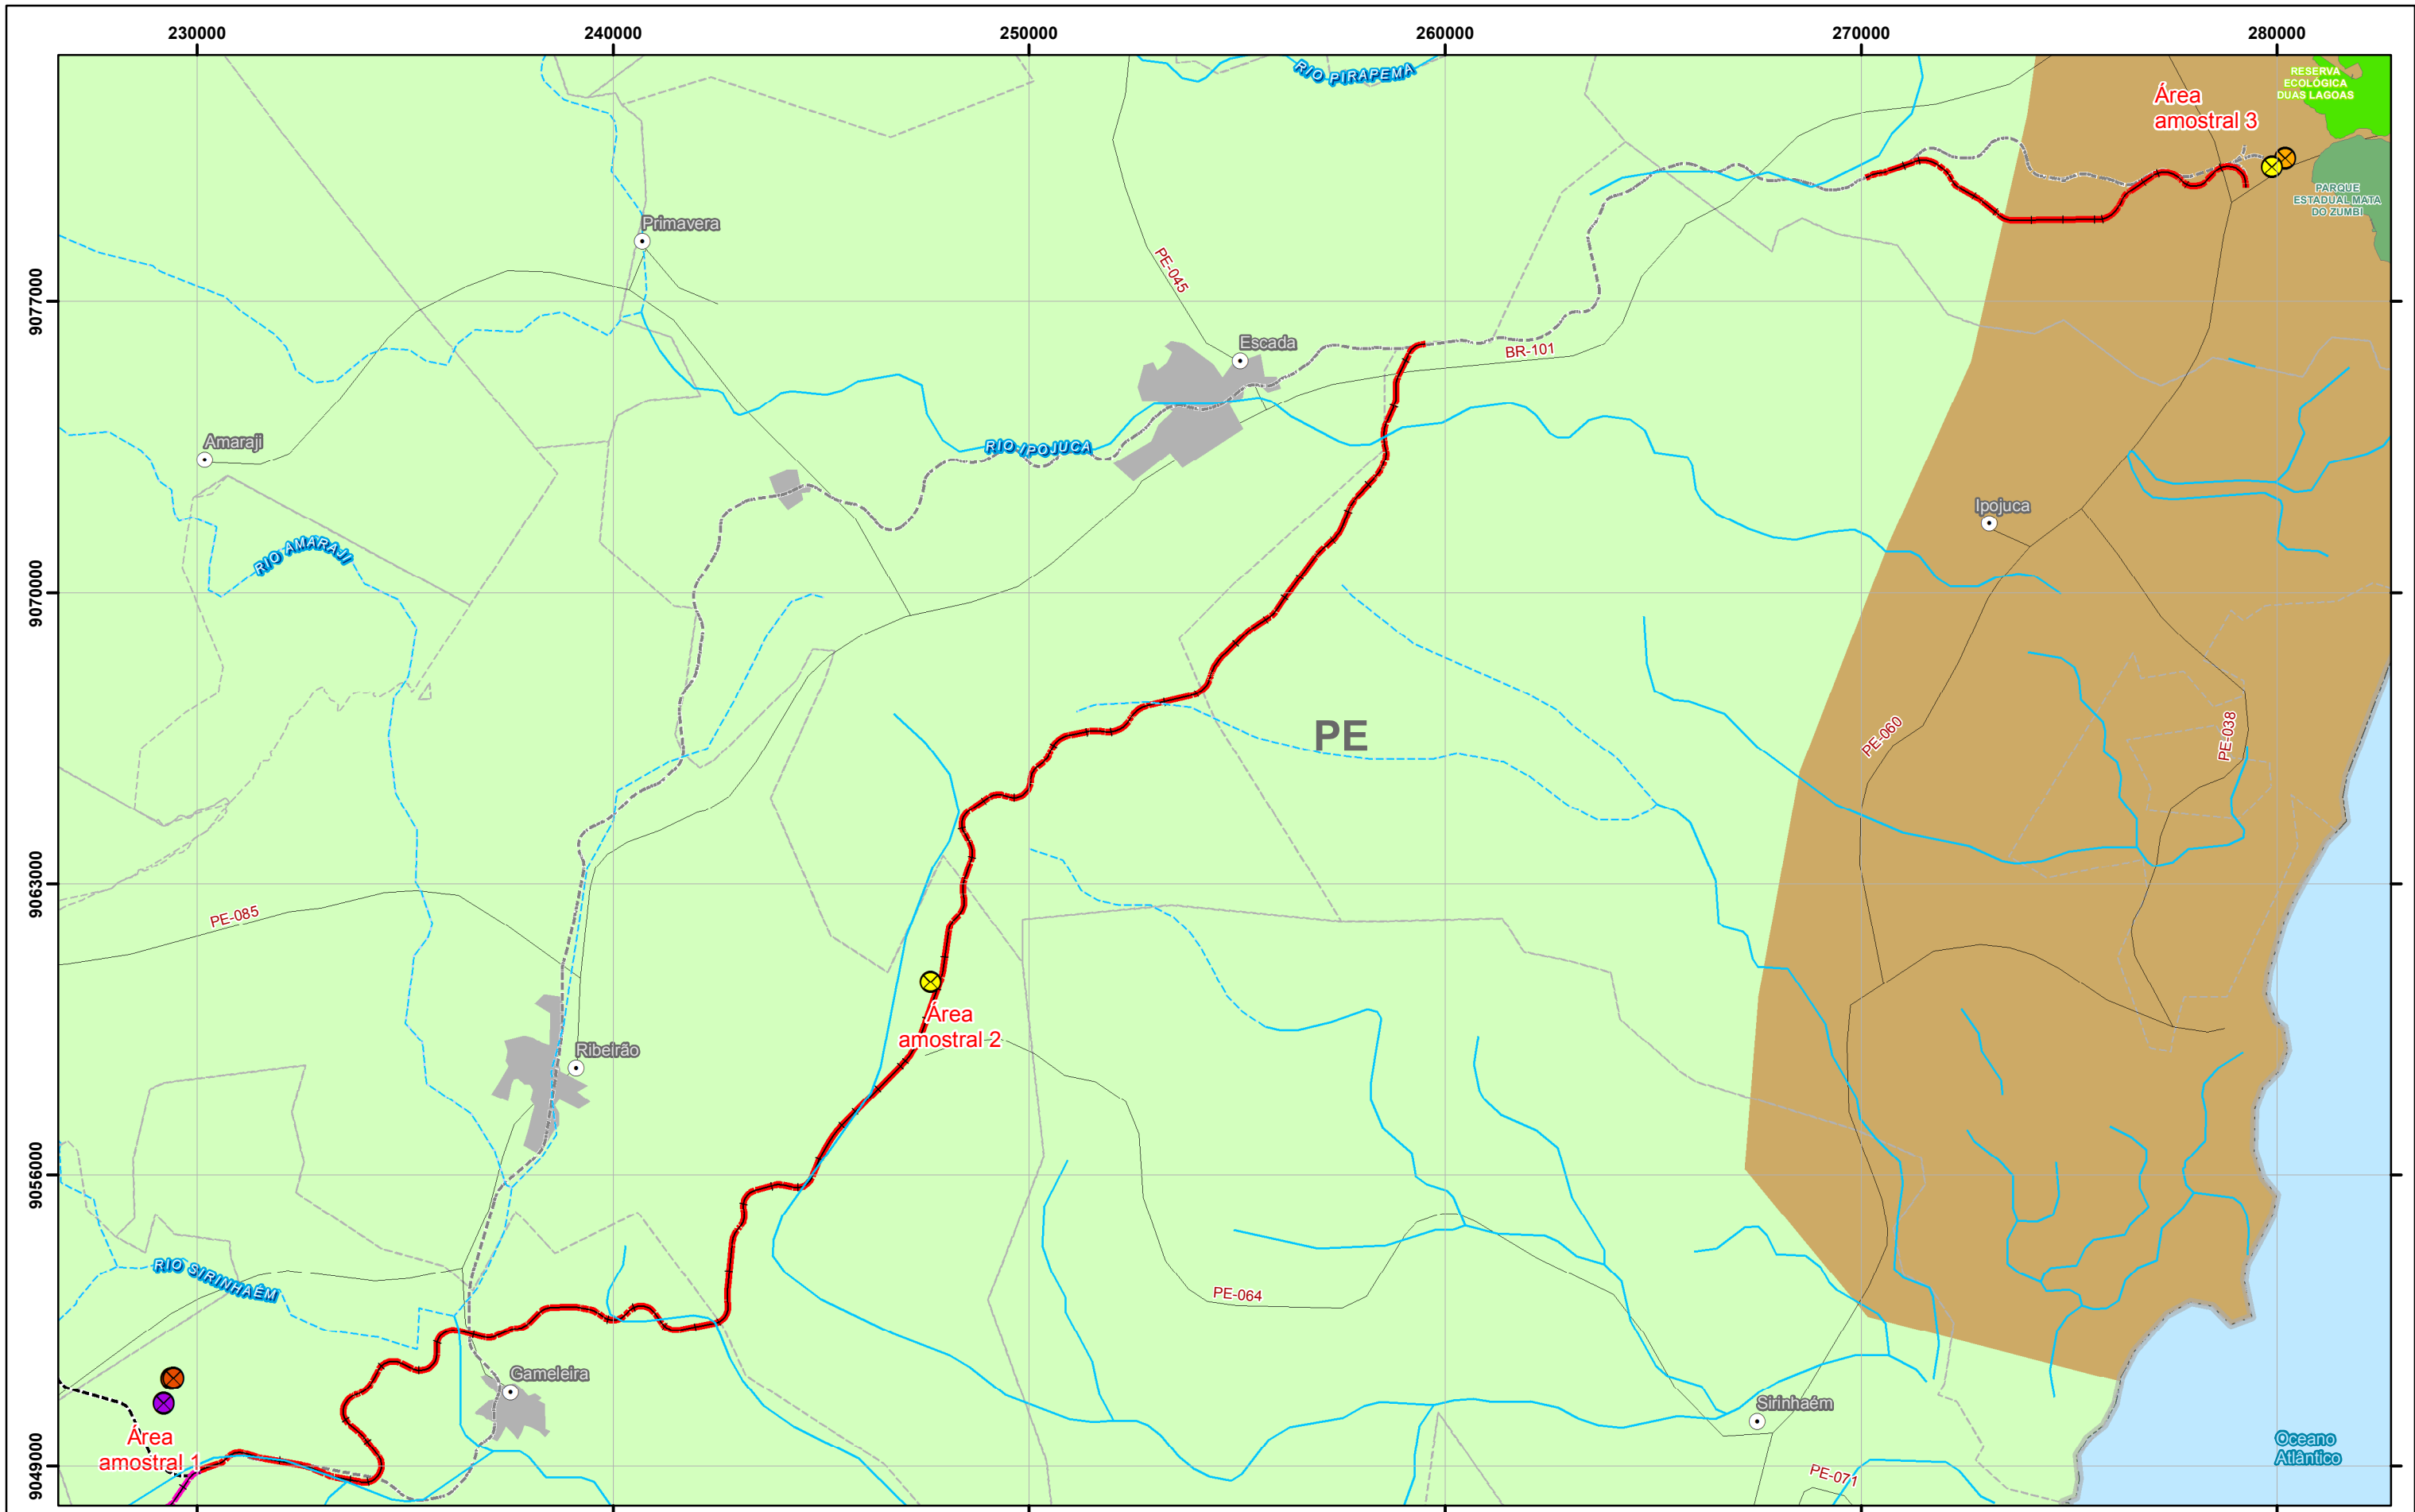 230000
240000
250000
260000
270000
280000
RIO PIRAPEMA
RESERVA
ECOLÓGICA
DUAS LAGOAS
Área
amostral 3
PARQUE
ESTADUAL MATA
DO ZUMBI
Primavera
PE-045
9077000
Escada
BR-101
Amaraji
RIO IPOJUCA
Ipojuca
RIO AMARAJI
9070000
PE
PE-060
PE-038
9063000
PE-085
Área
amostral 2
Ribeirão
9056000
RIO SIRINHAÉM
PE-064
Gameleira
Sirinhaém
Área
amostral 1
9049000
PE-071
Oceano
Atlântico